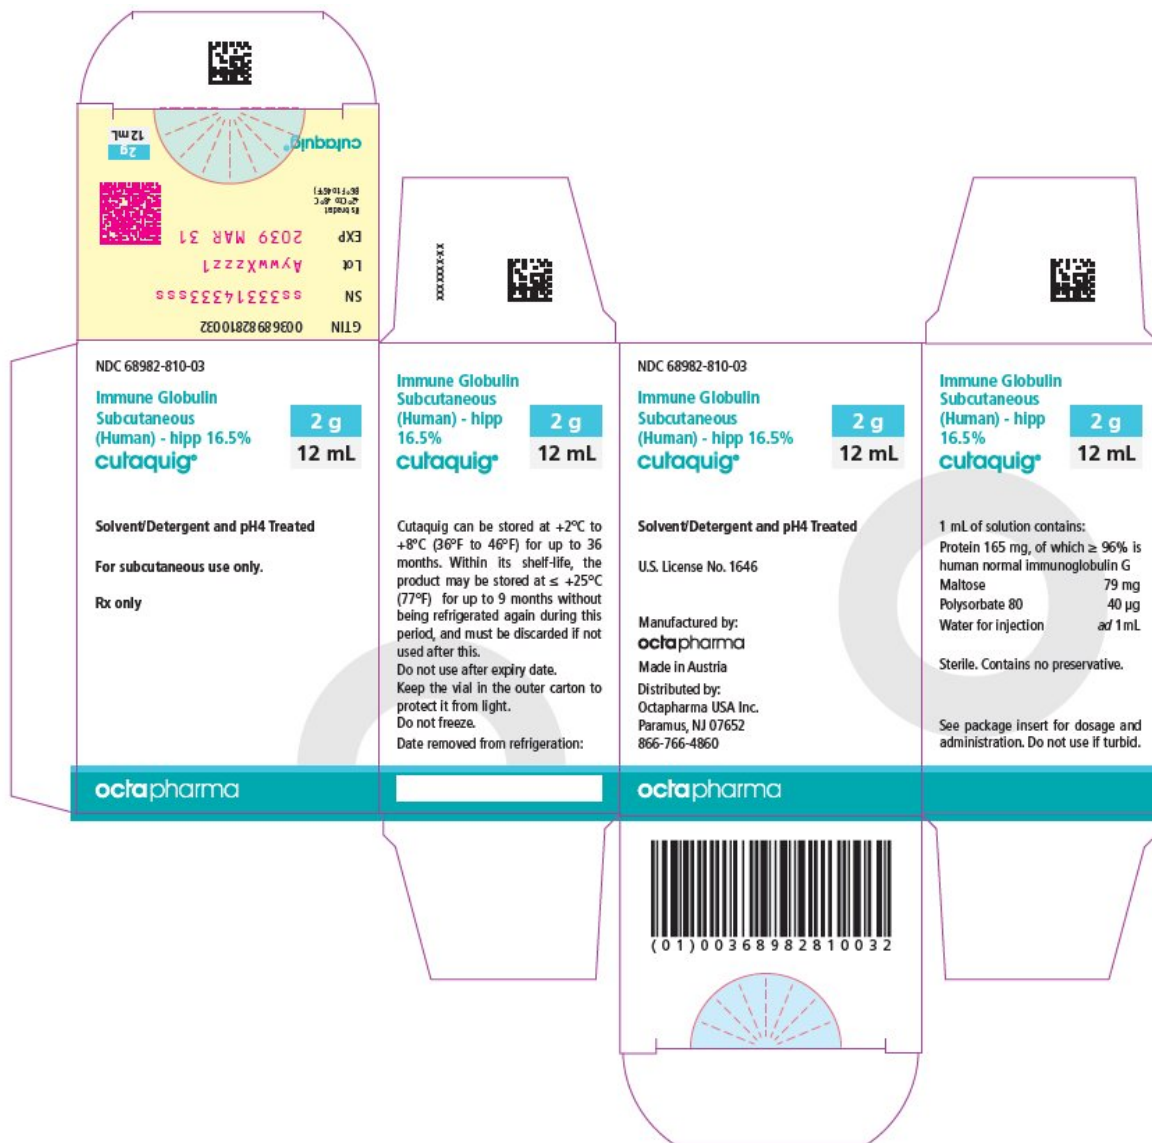 cutaquig®
2g
12 mL
EXP 2039 MAR 31
Lot AywwXzzz1
SN
GTIN 00368982810032
XXXXXXX-XX
NDC 68982-810-03
Immune Globulin
Subcutaneous
(Human) - hipp 16.5%
cutaquig®
2 g
12 mL
Solvent/Detergent and pH4 Treated
For subcutaneous use only.
Rx only
octapharma
Immune Globulin
Subcutaneous
(Human) - hipp
16.5%
cutaquig®
2 g
12 mL
Cutaquig can be stored at +2°C to
+8°C (36°F to 46°F) for up to 36
months. Within its shelf-life, the
product may be stored at ≤ +25°C
(77°F) for up to 9 months without
being refrigerated again during this
period, and must be discarded if not
used after this.
Do not use after expiry date.
Keep the vial in the outer carton to
protect it from light.
Do not freeze.
Date removed from refrigeration:
NDC 68982-810-03
Immune Globulin
Subcutaneous
(Human) - hipp 16.5%
cutaquig®
2 g
12 mL
Solvent/Detergent and pH4 Treated
U.S. License No. 1646
Manufactured by:
octapharma
Made in Austria
Distributed by:
Octapharma USA Inc.
Paramus, NJ 07652
866-766-4860
octapharma
Immune Globulin
Subcutaneous
(Human) - hipp
16.5%
cutaquig®
2 g
12 mL
1 mL of solution contains:
Protein 165 mg, of which ≥ 96% is
human normal immunoglobulin G
Maltose 79 mg
Polysorbate 80 40 µg
Water for injection ad 1mL
Sterile. Contains no preservative.
See package insert for dosage and
administration. Do not use if turbid.
(01)00368982810032